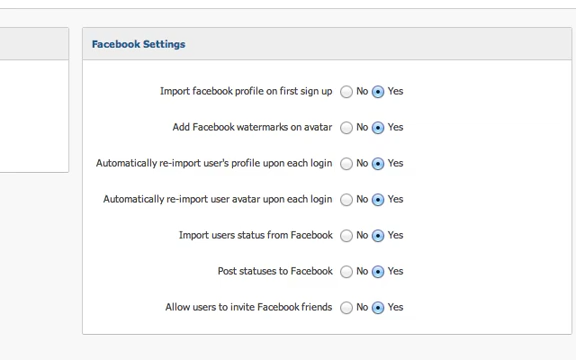 Facebook Settings
Import facebook profile on first sign up No Yes
Add Facebook watermarks on avatar No Yes
Automatically re-import user's profile upon each login No Yes
Automatically re-import user avatar upon each login No Yes
Import users status from Facebook No Yes
Post statuses to Facebook No Yes
Allow users to invite Facebook friends No Yes